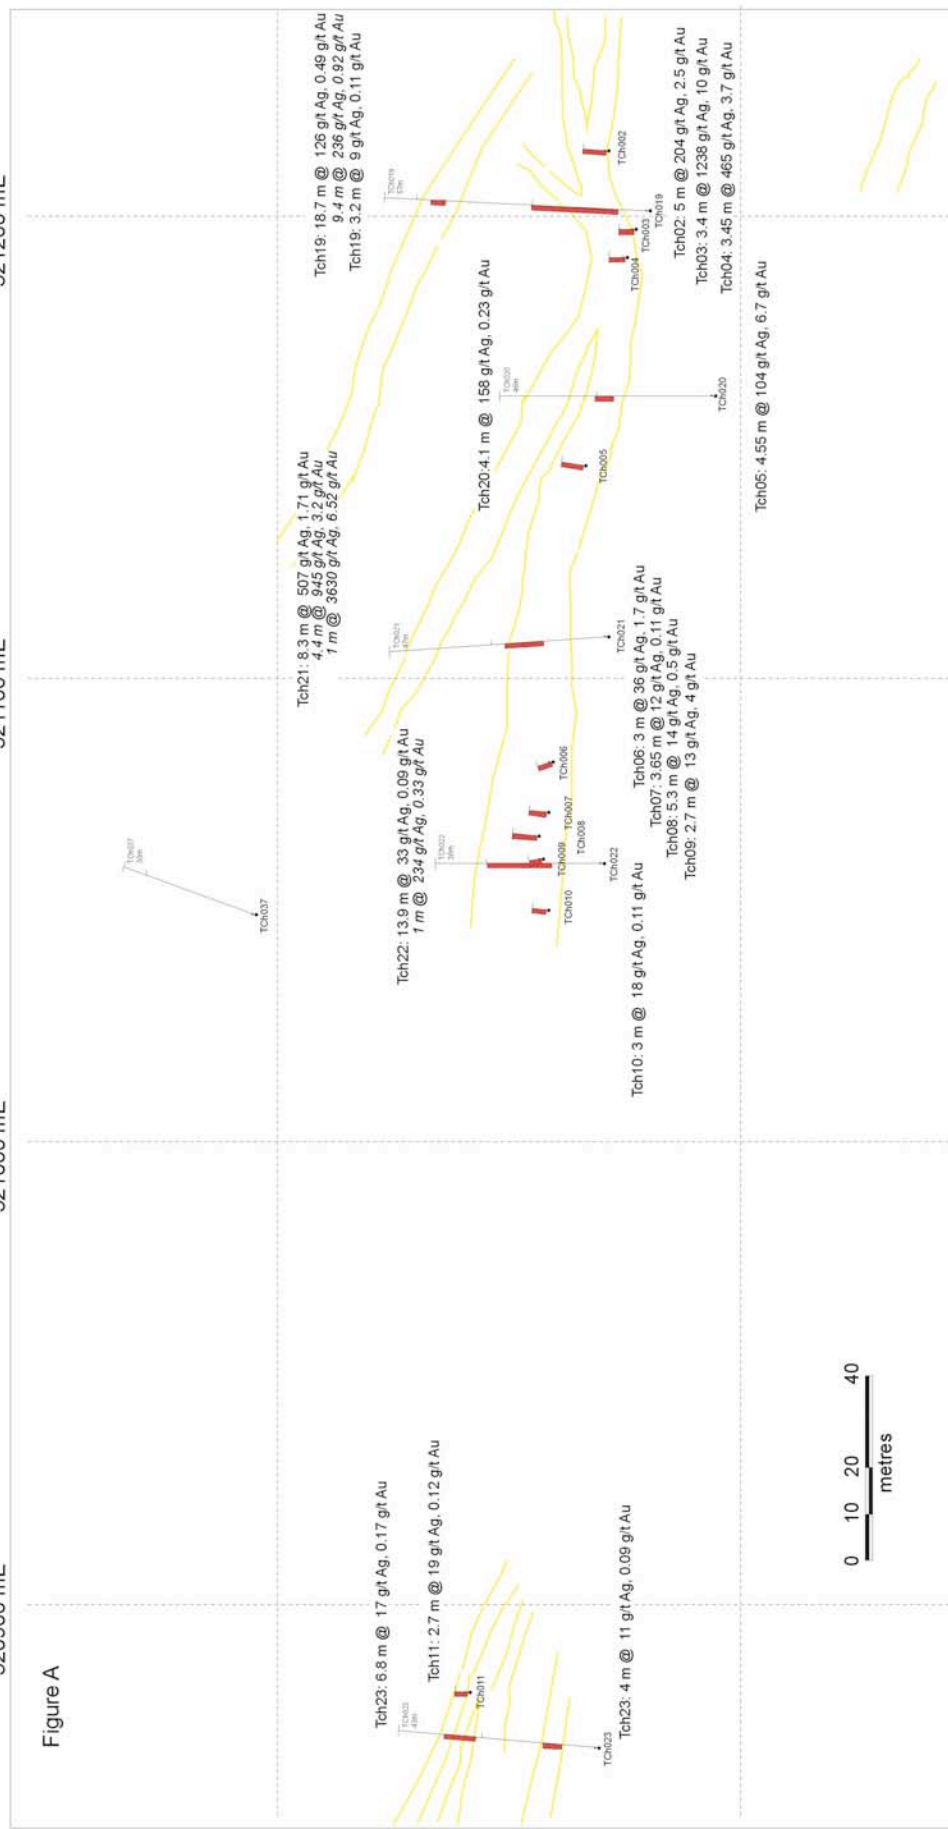 Figure A
TCh037
TCh037
Tch21: 8.3 m @ 507 g/t Ag, 1.71 g/t Au
4.4 m @ 945 g/t Ag, 3.2 g/t Au
1 m @ 3630 g/t Ag, 6.52 g/t Au
Tch19: 18.7 m @ 126 g/t Ag, 0.49 g/t Au
9.4 m @ 236 g/t Ag, 0.92 g/t Au
Tch19: 3.2 m @ 9 g/t Ag, 0.11 g/t Au
Tch23: 6.8 m @ 17 g/t Ag, 0.17 g/t Au
Tch11: 2.7 m @ 19 g/t Ag, 0.12 g/t Au
Tch22: 13.9 m @ 33 g/t Ag, 0.09 g/t Au
1 m @ 234 g/t Ag, 0.33 g/t Au
TCh023
43m
TCh022
TCh021
47m
TCh019
57m
Tch20:4.1 m @ 158 g/t Ag, 0.23 g/t Au
TCh020
TCh011
TCh023
TCh010
TCh009
TCh008
TCh007
TCh006
TCh022
TCh021
TCh005
TCh020
TCh004
TCh003
TCh019
TCh002
Tch23: 4 m @ 11 g/t Ag, 0.09 g/t Au
Tch10: 3 m @ 18 g/t Ag, 0.11 g/t Au
Tch06: 3 m @ 36 g/t Ag, 1.7 g/t Au
Tch07: 3.65 m @ 12 g/t Ag, 0.11 g/t Au
Tch08: 5.3 m @ 14 g/t Ag, 0.5 g/t Au
Tch09: 2.7 m @ 13 g/t Ag, 4 g/t Au
Tch02: 5 m @ 204 g/t Ag, 2.5 g/t Au
Tch03: 3.4 m @ 1238 g/t Ag, 10 g/t Au
Tch04: 3.45 m @ 465 g/t Ag, 3.7 g/t Au
Tch05: 4.55 m @ 104 g/t Ag, 6.7 g/t Au
0 10 20 40
metres